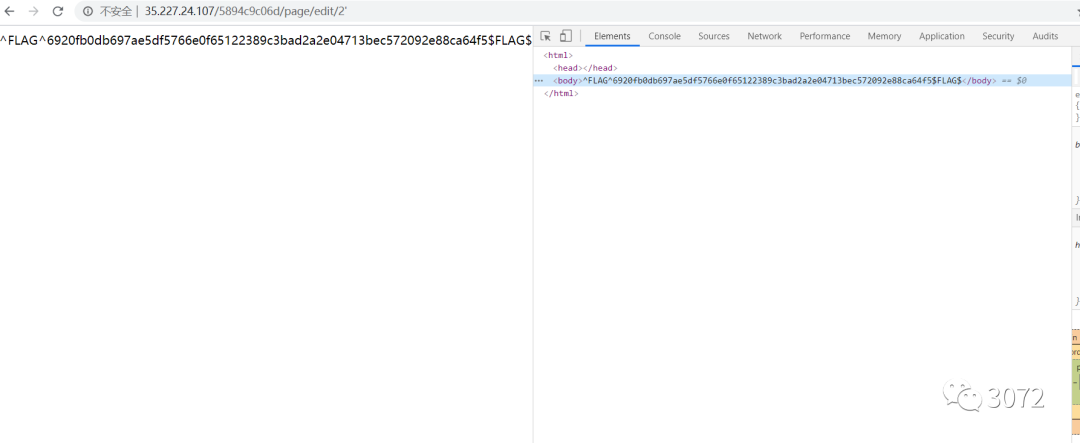 不安全 | 35.227.24.107/5894c9c06d/page/edit/2'
^FLAG^6920fb0db697ae5df5766e0f65122389c3bad2a2e04713bec572092e88ca64f5$FLAG$
Elements Console Sources Network Performance Memory Application Security Audits
<html>
<head></head>
<body>^FLAG^6920fb0db697ae5df5766e0f65122389c3bad2a2e04713bec572092e88ca64f5$FLAG$</body> == $0
</html>
3072